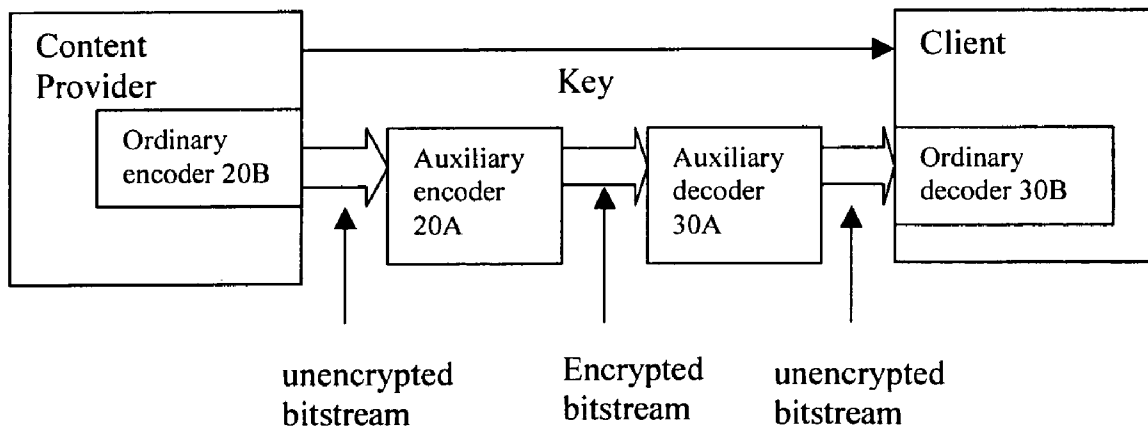 Content
Provider
Key
Client
Ordinary
encoder 20B
Auxiliary
encoder
20A
Auxiliary
decoder
30A
Ordinary
decoder 30B
unencrypted
bitstream
Encrypted
bitstream
unencrypted
bitstream